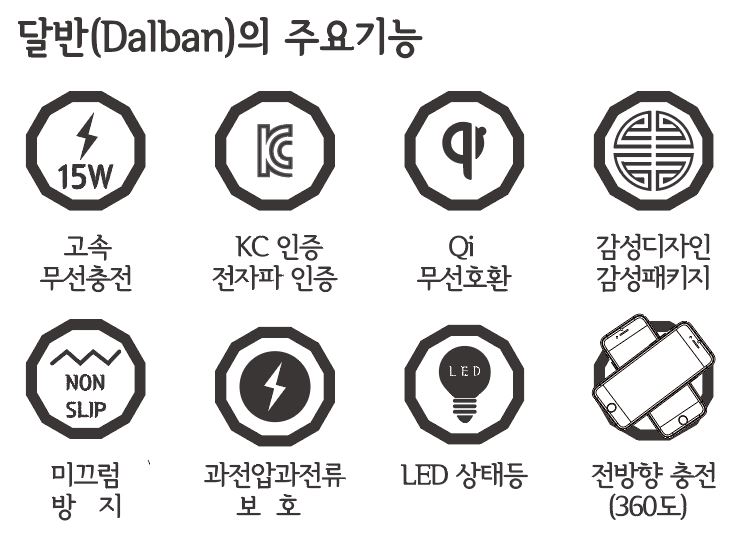 달반(Dalban)의 주요기능
15W
고속
무선충전
KC
KC 인증
전자파 인증
qi
Qi
무선호환
감성디자인
감성패키지
NON
SLIP
미끄럼
방 지
과전압과전류
보 호
LED
LED 상태등
전방향 충전
(360도)